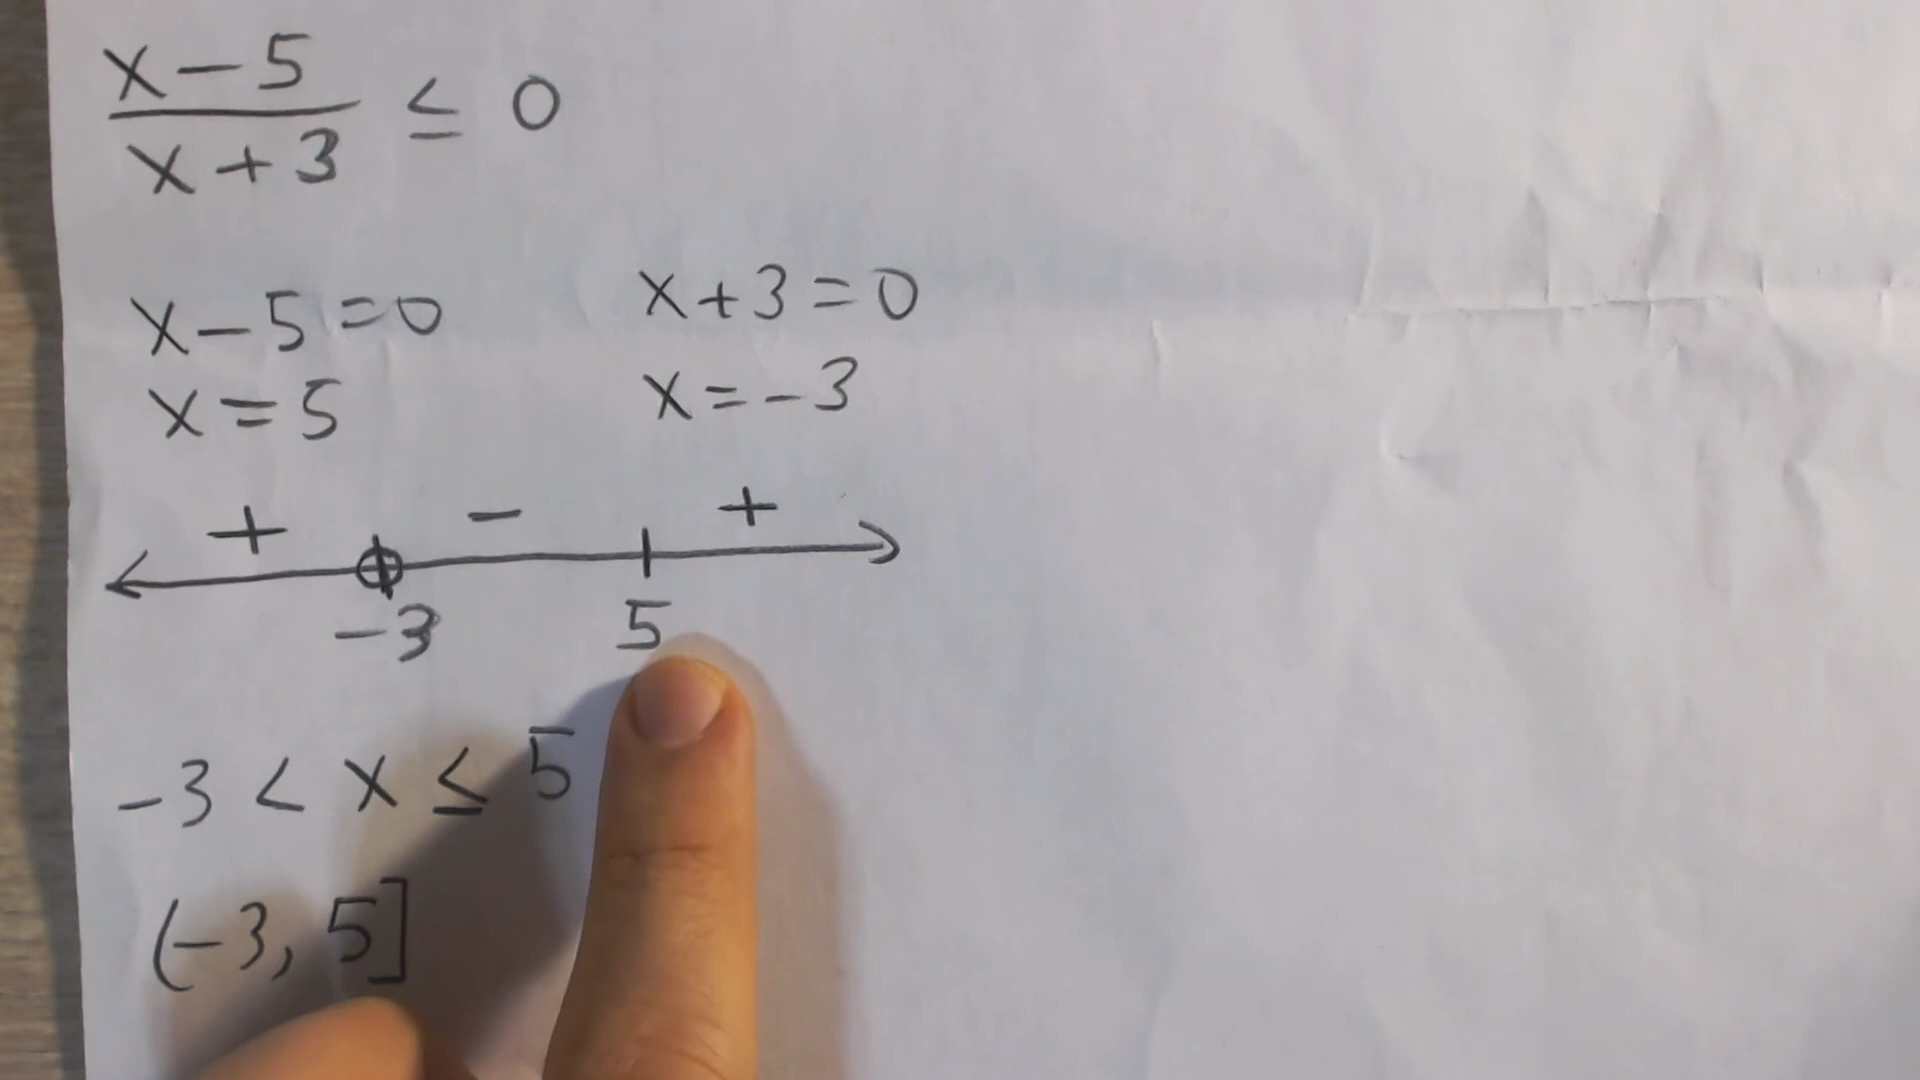 x-5
x+3 ≤ 0
x-5=0 x+3=0
x=5 x=-3
+ - +
-3 5
-3 < x ≤ 5
(-3, 5]